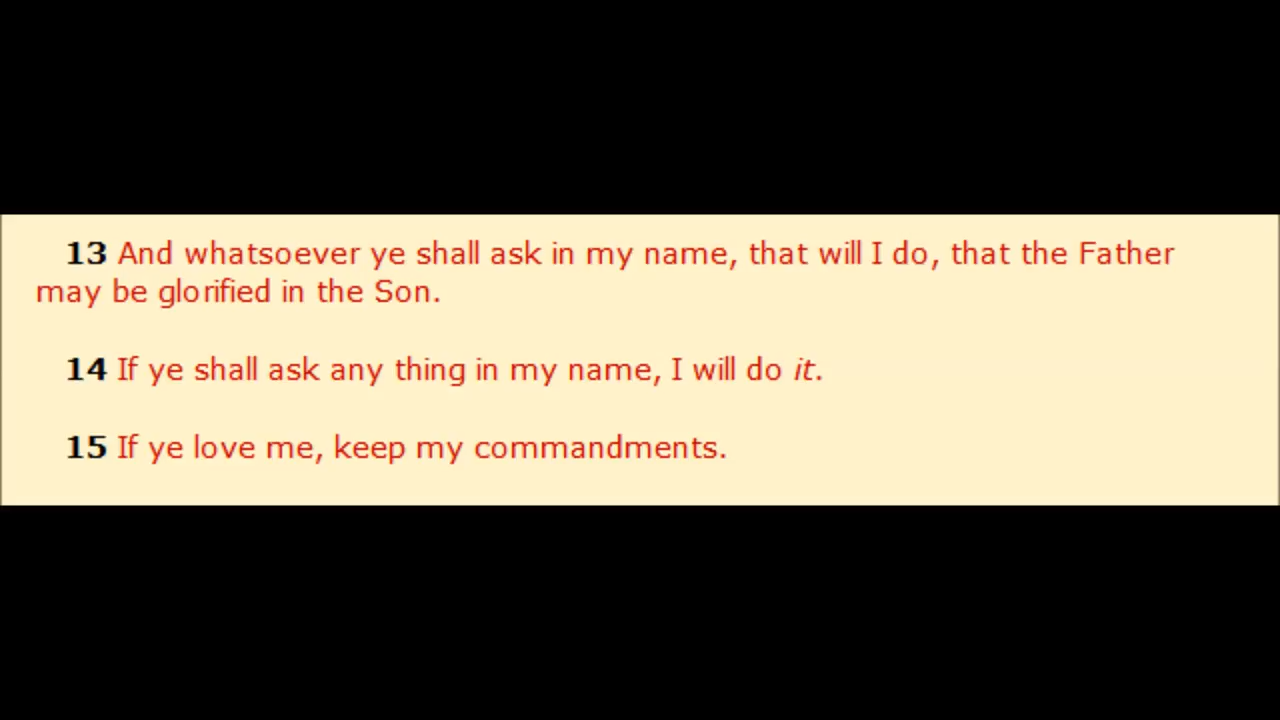 13 And whatsoever ye shall ask in my name, that will I do, that the Father
may be glorified in the Son.
14 If ye shall ask any thing in my name, I will do it.
15 If ye love me, keep my commandments.